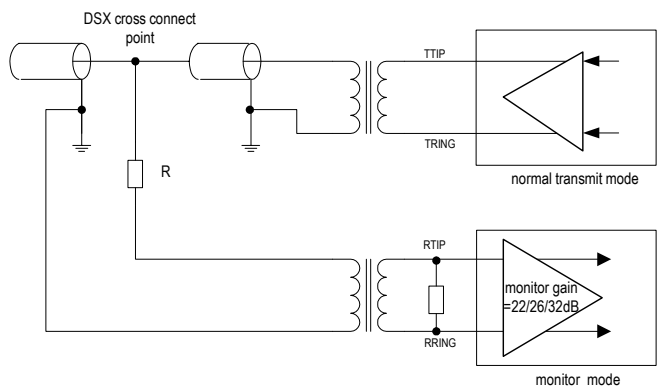 DSX cross connect
point
TTIP
TRING
normal transmit mode
R
RTIP
monitor gain
=22/26/32dB
RRING
monitor mode